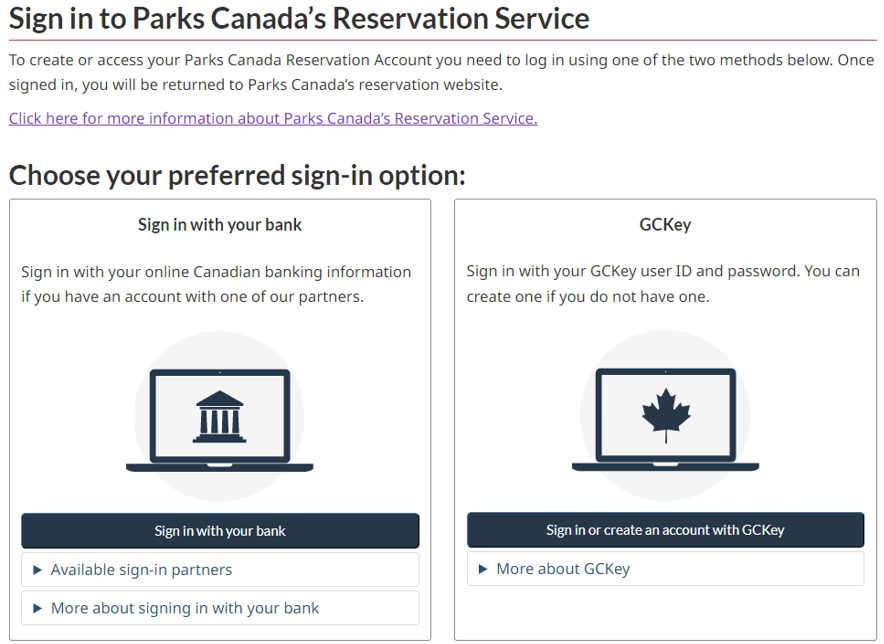 Sign in to Parks Canada’s Reservation Service
To create or access your Parks Canada Reservation Account you need to log in using one of the two methods below. Once
signed in, you will be returned to Parks Canada’s reservation website.
Click here for more information about Parks Canada’s Reservation Service.
Choose your preferred sign-in option:
Sign in with your bank
Sign in with your online Canadian banking information
if you have an account with one of our partners.
Sign in with your bank
Available sign-in partners
More about signing in with your bank
GCKey
Sign in with your GCKey user ID and password. You can
create one if you do not have one.
Sign in or create an account with GCKey
More about GCKey